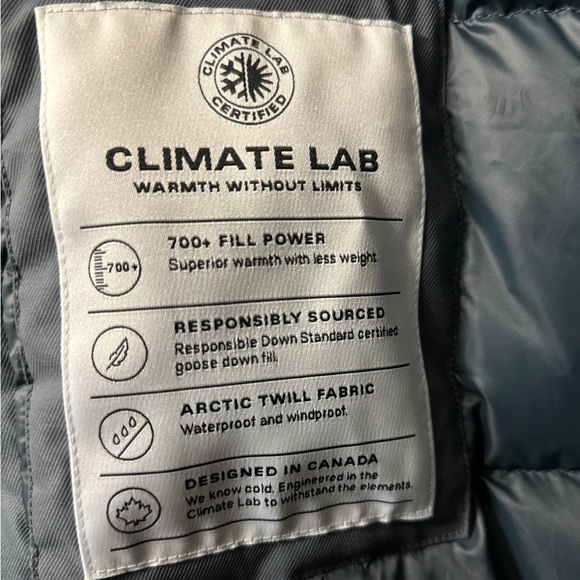 CLIMATE LAB
CERTIFIED
CLIMATE LAB
WARMTH WITHOUT LIMITS
700+
700+ FILL POWER
Superior warmth with less weight.
RESPONSIBLY SOURCED
Responsible Down Standard certified
goose down fill.
ARCTIC TWILL FABRIC
Waterproof and windproof.
DESIGNED IN CANADA
We know cold. Engineered in the
Climate Lab to withstand the elements.